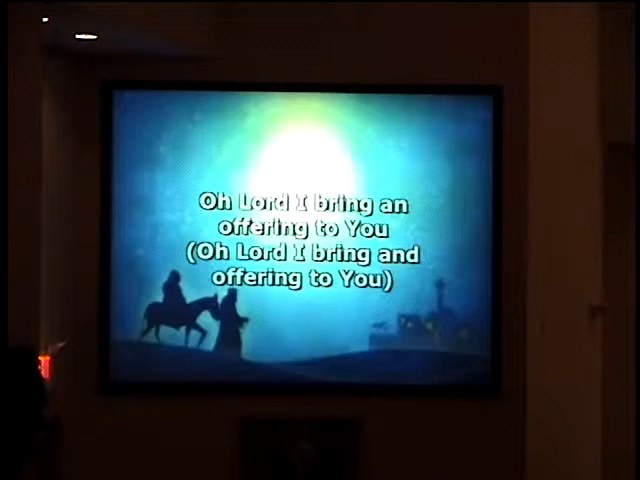 Oh Lord I bring an
offering to You
(Oh Lord I bring and
offering to You)